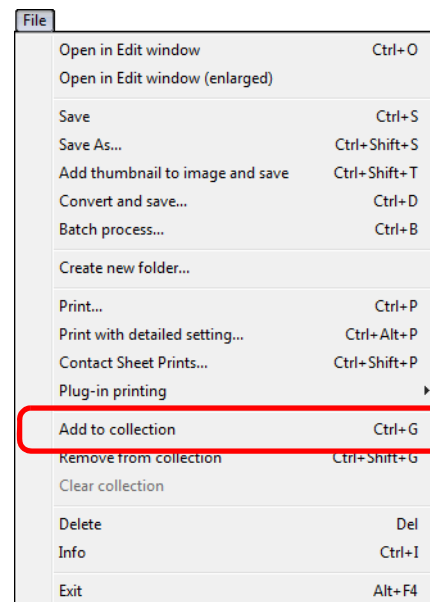 File
Open in Edit window Ctrl+O
Open in Edit window (enlarged)
Save Ctrl+S
Save As... Ctrl+Shift+S
Add thumbnail to image and save Ctrl+Shift+T
Convert and save... Ctrl+D
Batch process... Ctrl+B
Create new folder...
Print... Ctrl+P
Print with detailed setting... Ctrl+Alt+P
Contact Sheet Prints... Ctrl+Shift+P
Plug-in printing
Add to collection Ctrl+G
Remove from collection Ctrl+Shift+G
Clear collection
Delete Del
Info Ctrl+I
Exit Alt+F4